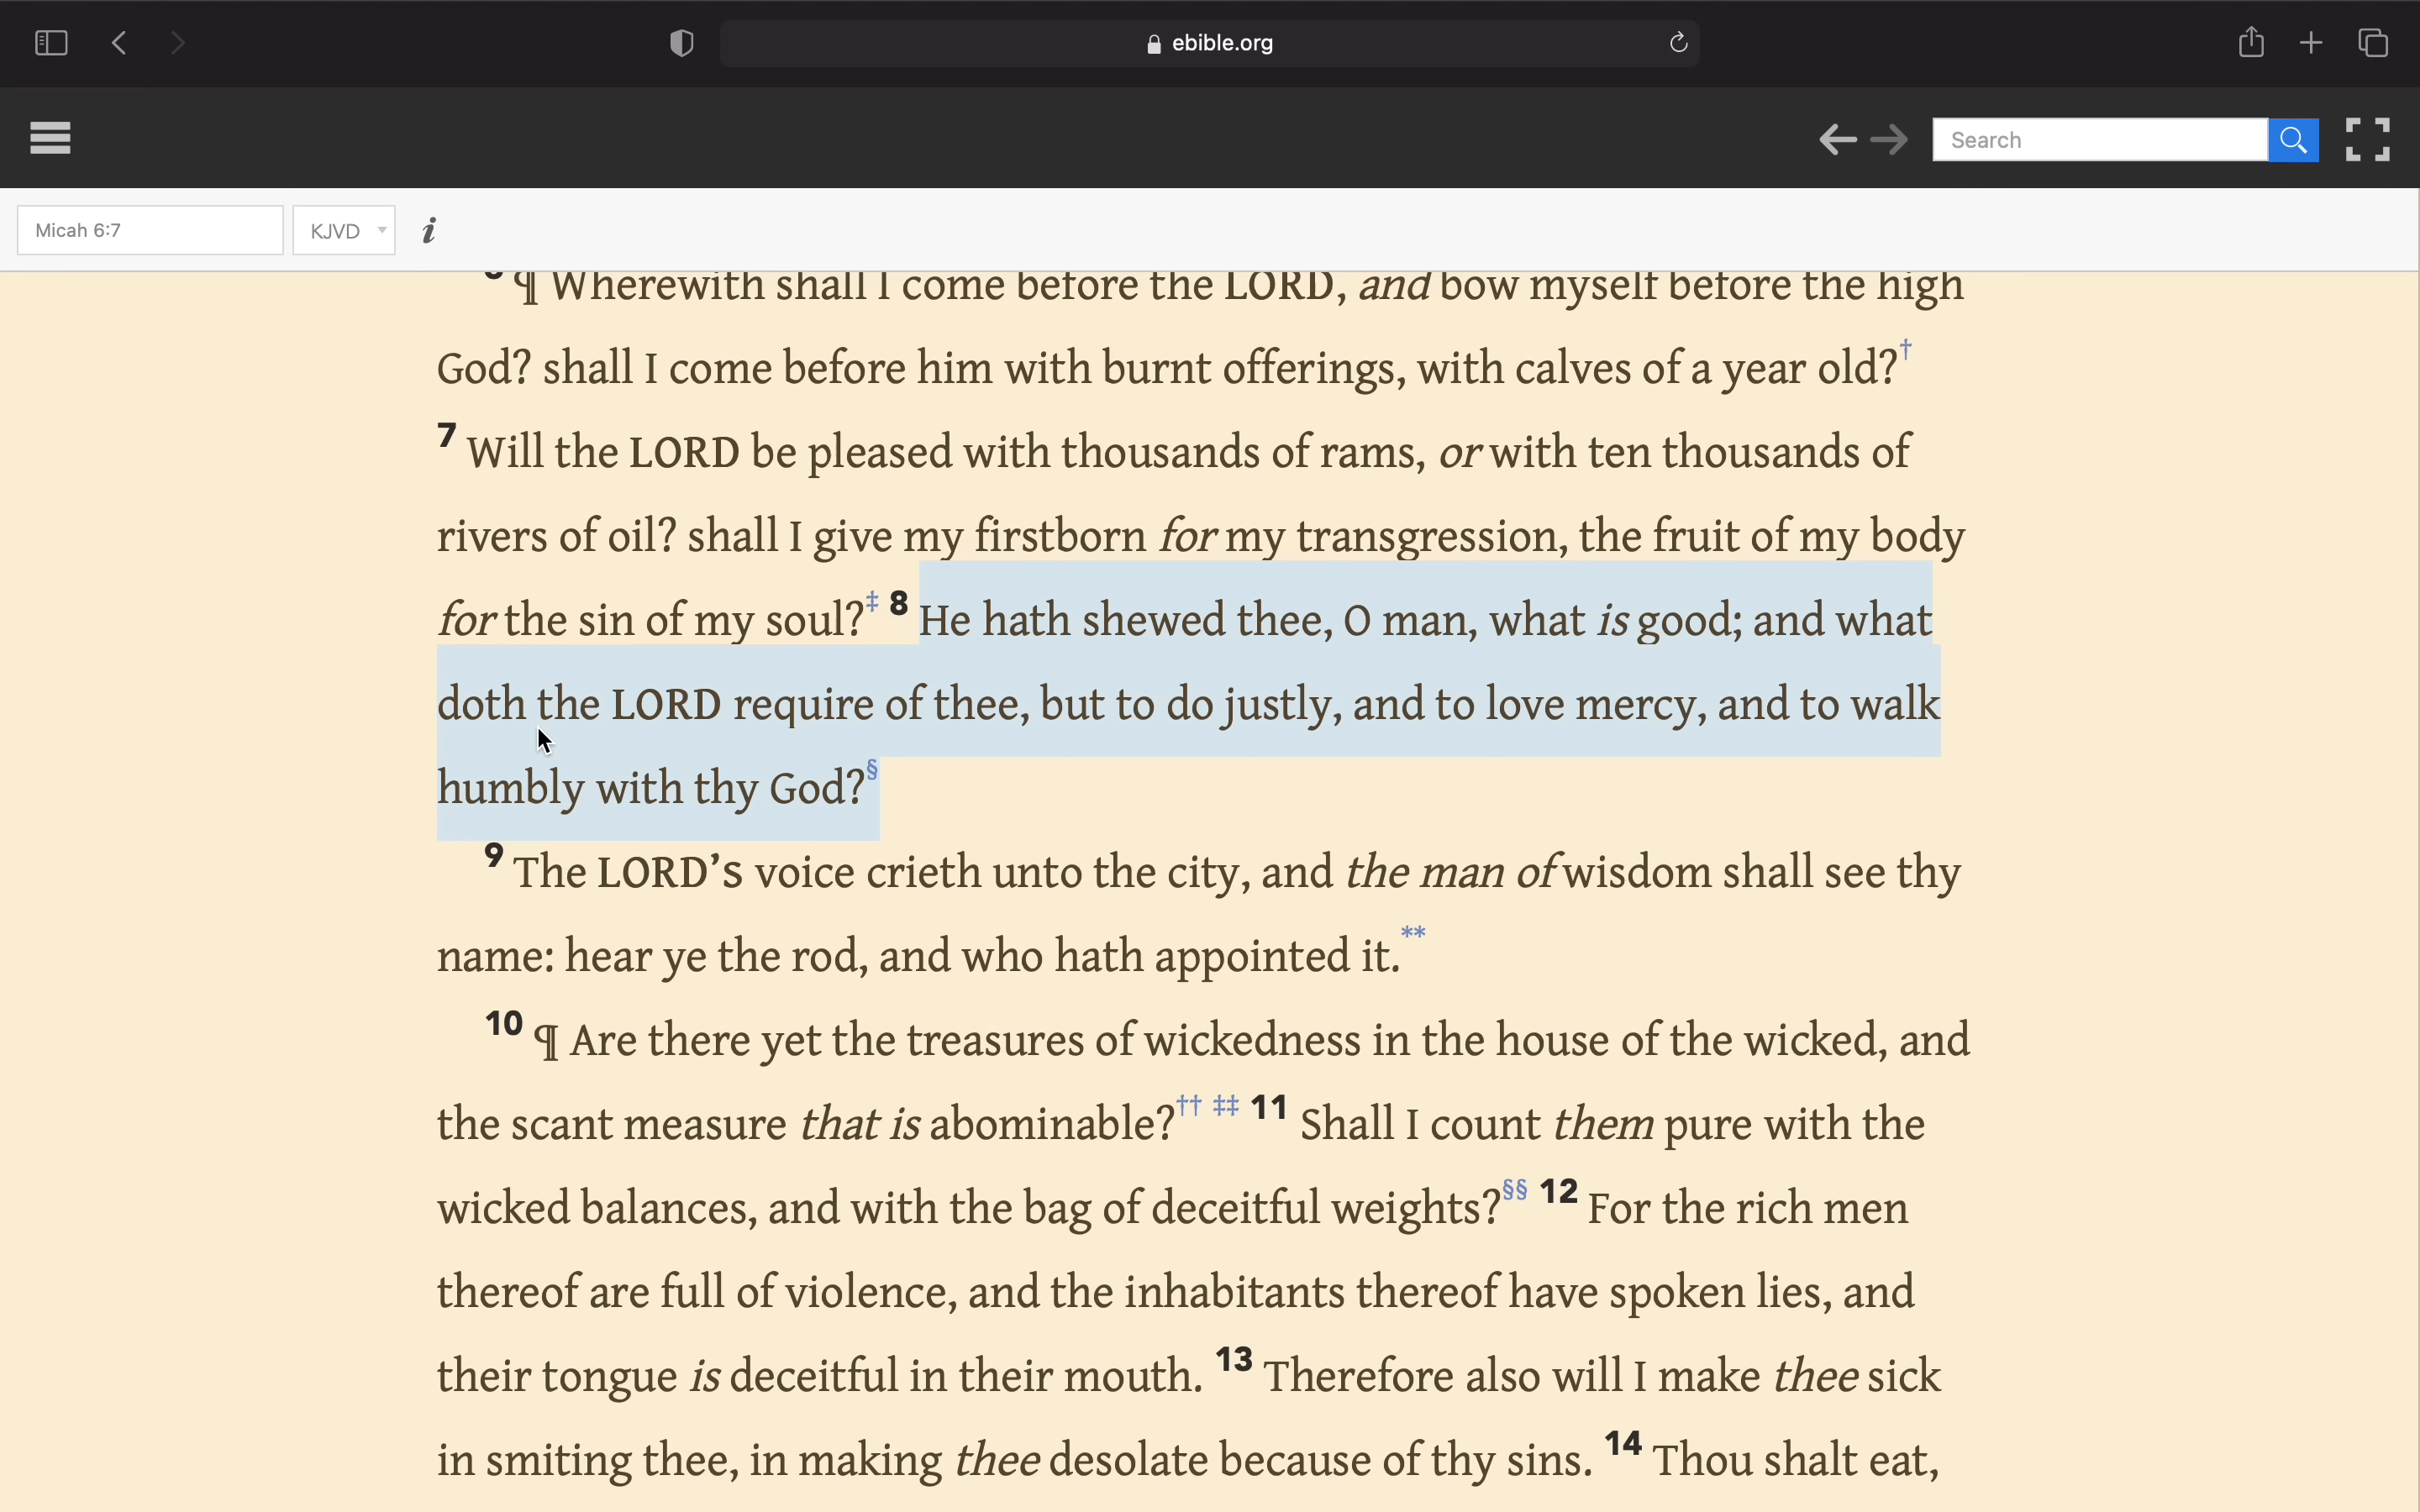 ebible.org
Search
Micah 6:7
KJVD
i
¶ Wherewith shall I come before the LORD, and bow myself before the high
God? shall I come before him with burnt offerings, with calves of a year old?†
7 Will the LORD be pleased with thousands of rams, or with ten thousands of
rivers of oil? shall I give my firstborn for my transgression, the fruit of my body
for the sin of my soul?‡ 8 He hath shewed thee, O man, what is good; and what
doth the LORD require of thee, but to do justly, and to love mercy, and to walk
humbly with thy God?§
9 The LORD’s voice crieth unto the city, and the man of wisdom shall see thy
name: hear ye the rod, and who hath appointed it.**
10 ¶ Are there yet the treasures of wickedness in the house of the wicked, and
the scant measure that is abominable?†† ‡‡ 11 Shall I count them pure with the
wicked balances, and with the bag of deceitful weights?§§ 12 For the rich men
thereof are full of violence, and the inhabitants thereof have spoken lies, and
their tongue is deceitful in their mouth. 13 Therefore also will I make thee sick
in smiting thee, in making thee desolate because of thy sins. 14 Thou shalt eat,